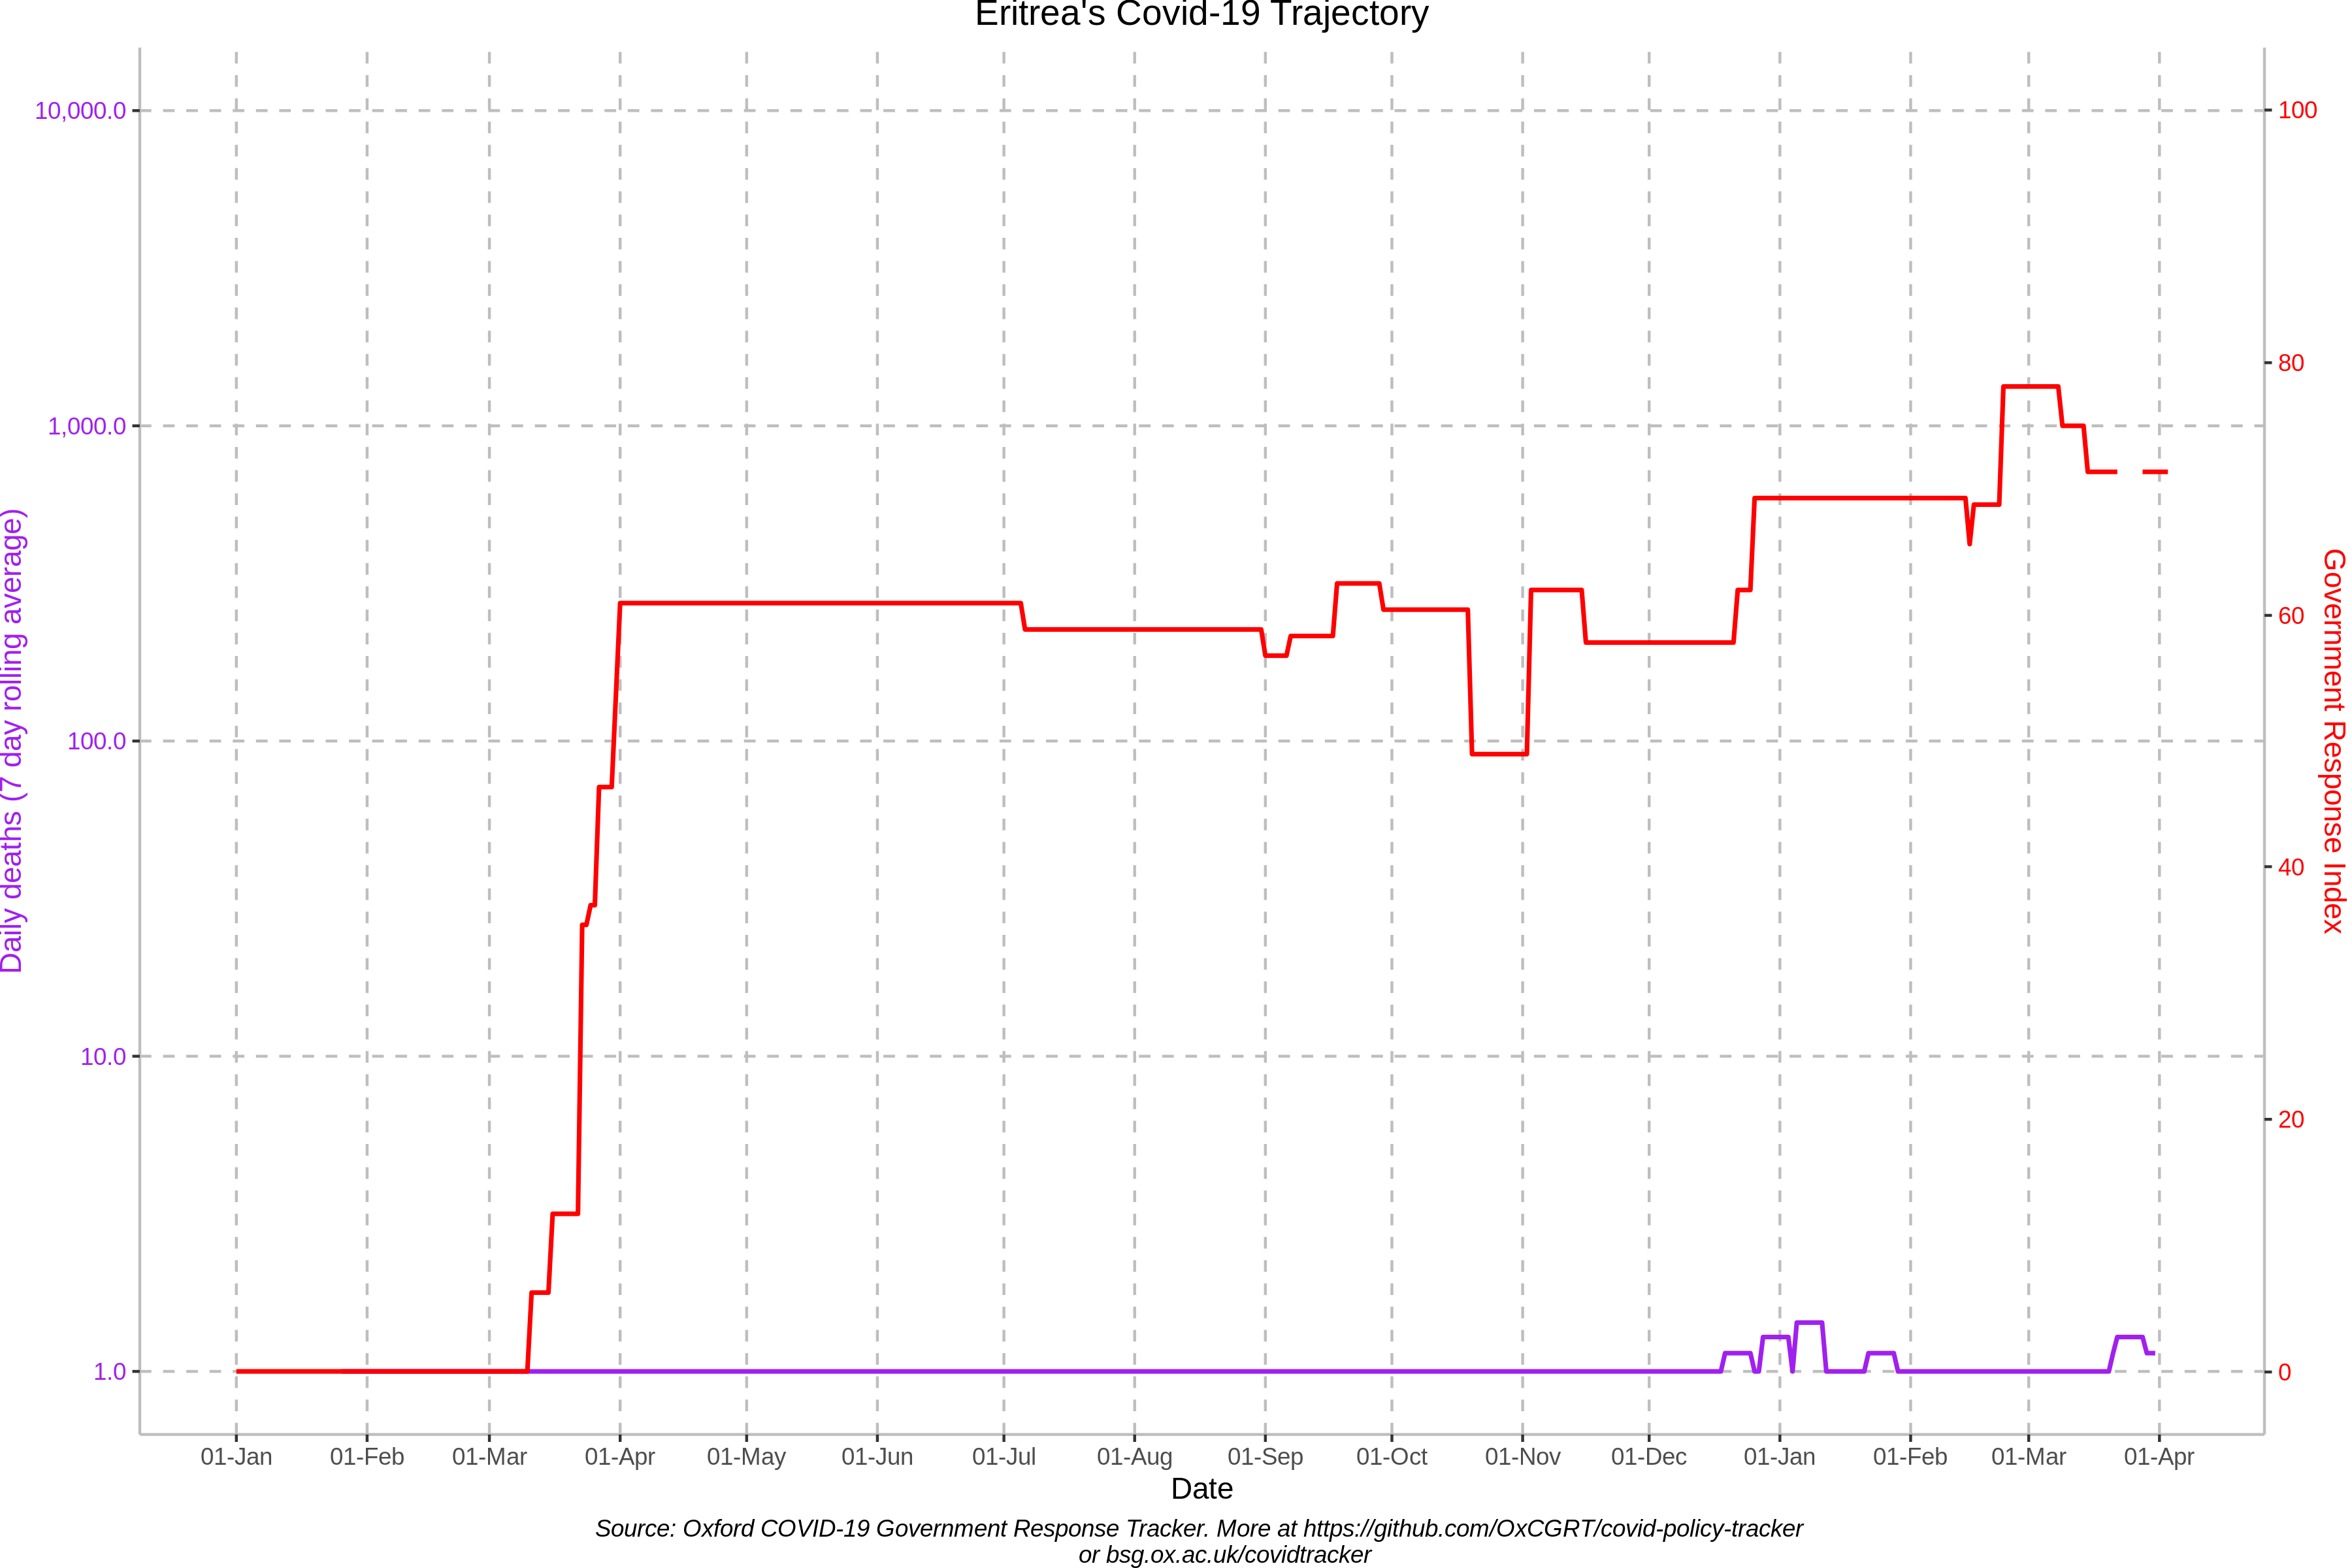 Eritrea's Covid-19 Trajectory
10,000.0
1,000.0
100.0
10.0
1.0
Daily deaths (7 day rolling average)
100
80
60
40
20
0
Government Response Index
01-Jan 01-Feb 01-Mar 01-Apr 01-May 01-Jun 01-Jul 01-Aug 01-Sep 01-Oct 01-Nov 01-Dec 01-Jan 01-Feb 01-Mar 01-Apr
Date
Source: Oxford COVID-19 Government Response Tracker. More at https://github.com/OxCGRT/covid-policy-tracker
or bsg.ox.ac.uk/covidtracker